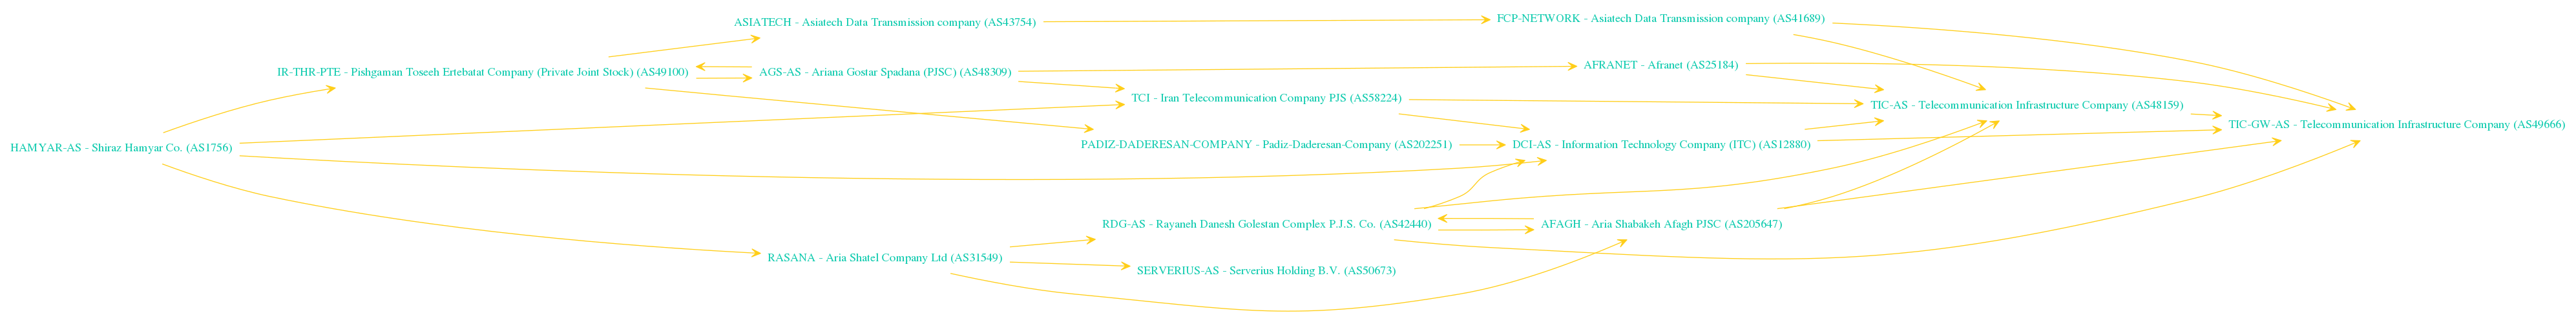 ASIATECH - Asiatech Data Transmission company (AS43754)
FCP-NETWORK - Asiatech Data Transmission company (AS41689)
IR-THR-PTE - Pishgaman Toseeh Ertebatat Company (Private Joint Stock) (AS49100)
AGS-AS - Ariana Gostar Spadana (PJSC) (AS48309)
AFRANET - Afranet (AS25184)
TCI - Iran Telecommunication Company PJS (AS58224)
TIC-AS - Telecommunication Infrastructure Company (AS48159)
TIC-GW-AS - Telecommunication Infrastructure Company (AS49666)
HAMYAR-AS - Shiraz Hamyar Co. (AS1756)
PADIZ-DADERESAN-COMPANY - Padiz-Daderesan-Company (AS202251)
DCI-AS - Information Technology Company (ITC) (AS12880)
RDG-AS - Rayaneh Danesh Golestan Complex P.J.S. Co. (AS42440)
AFAGH - Aria Shabakeh Afagh PJSC (AS205647)
RASANA - Aria Shatel Company Ltd (AS31549)
SERVERIUS-AS - Serverius Holding B.V. (AS50673)